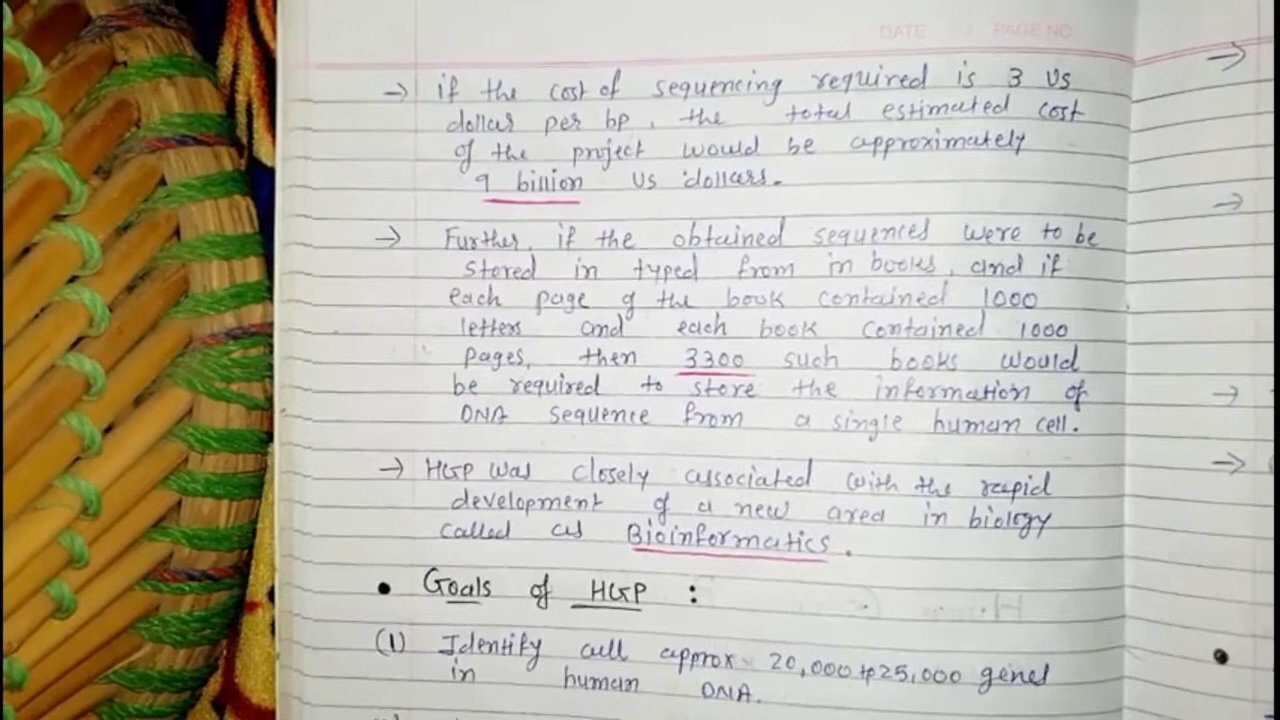 DATE PAGE NO
→ if the cost of sequencing required is 3 US
dollar per bp, the total estimated cost
of the project would be approximately
9 billion US dollars.
→ Further, if the obtained sequences were to be
stored in typed from in books, and if
each page of the book contained 1000
letters and each book contained 1000
pages, then 3300 such books would
be required to store the information of
DNA sequence from a single human cell.
→ HGP was closely associated with the rapid
development of a new area in biology
called as Bioinformatics.
• Goals of HGP :
(1) Identify all approx. 20,000 to 25,000 genes
in human DNA.